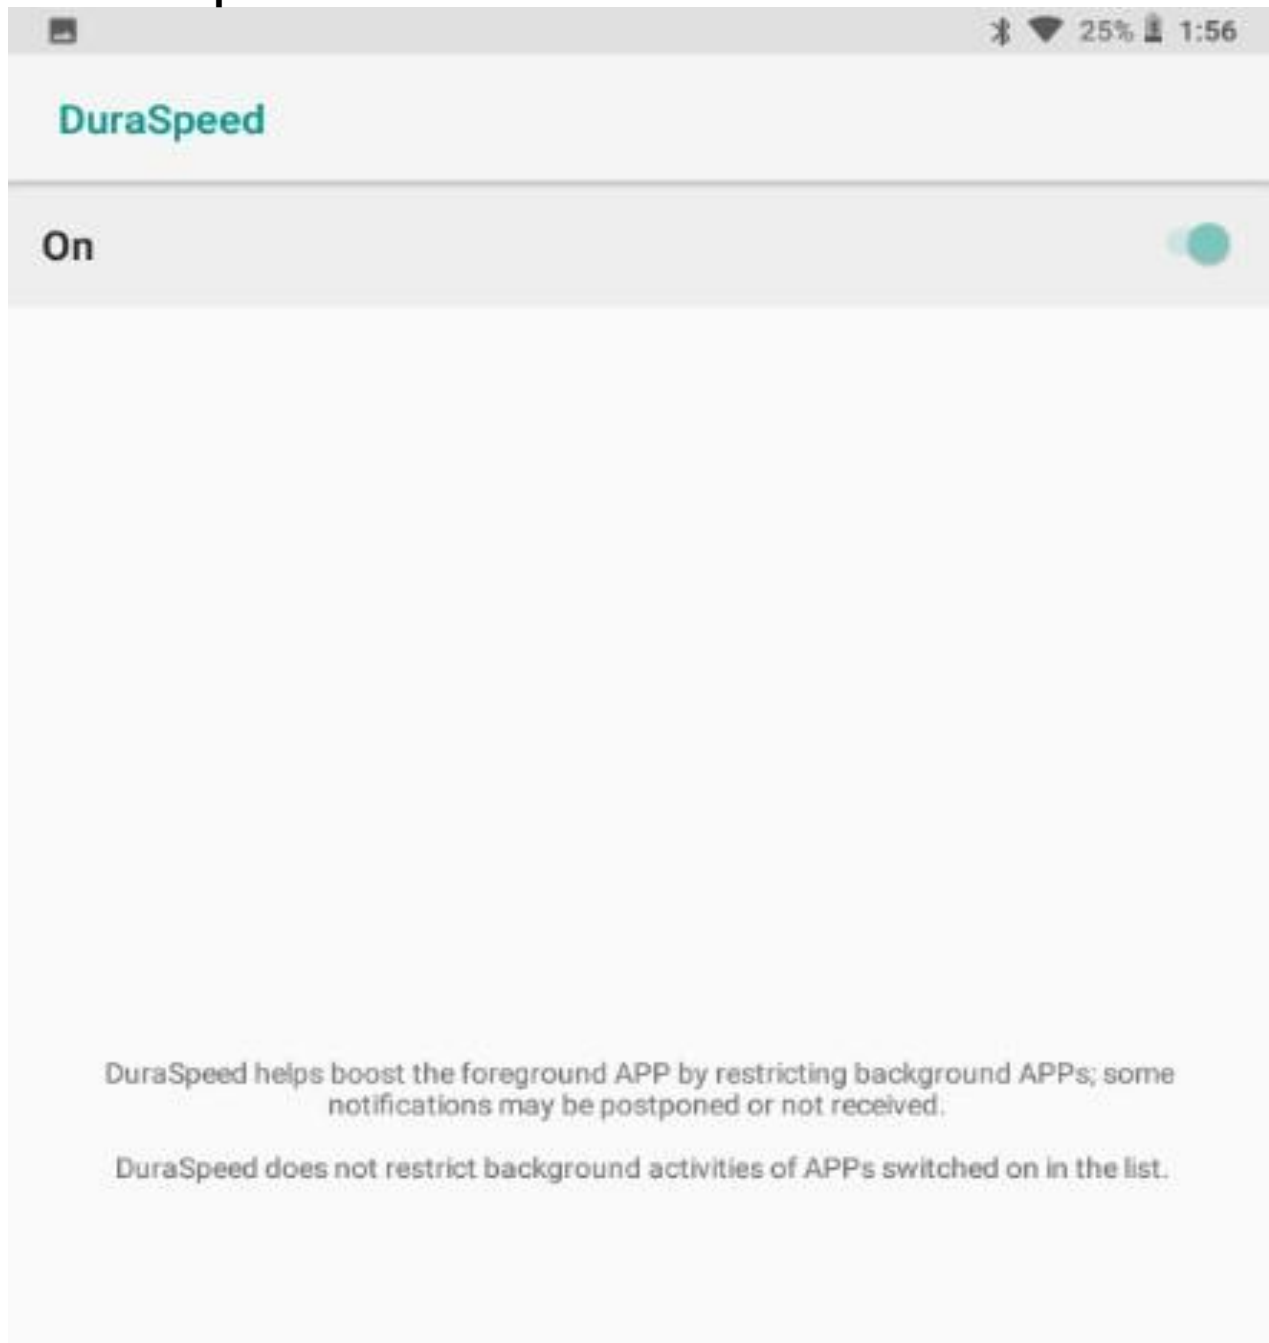 25% 1:56
DuraSpeed
On
DuraSpeed helps boost the foreground APP by restricting background APPs; some
notifications may be postponed or not received.
DuraSpeed does not restrict background activities of APPs switched on in the list.